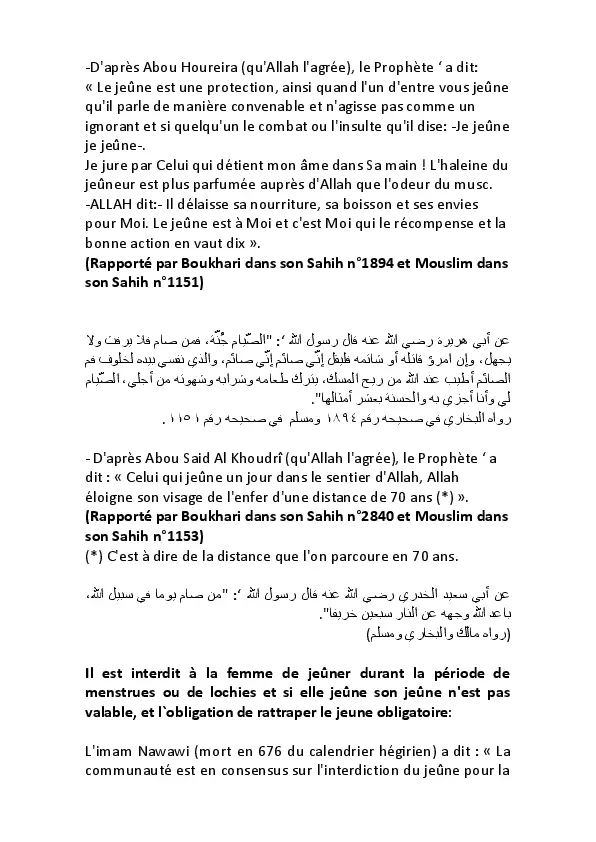 -D'après Abou Houreira (qu'Allah l'agrée), le Prophète ‘ a dit:
« Le jeûne est une protection, ainsi quand l'un d'entre vous jeûne
qu'il parle de manière convenable et n'agisse pas comme un
ignorant et si quelqu'un le combat ou l'insulte qu'il dise: -Je jeûne
je jeûne-.
Je jure par Celui qui détient mon âme dans Sa main ! L'haleine du
jeûneur est plus parfumée auprès d'Allah que l'odeur du musc.
-ALLAH dit:- Il délaisse sa nourriture, sa boisson et ses envies
pour Moi. Le jeûne est à Moi et c'est Moi qui le récompense et la
bonne action en vaut dix ».
(Rapporté par Boukhari dans son Sahih n°1894 et Mouslim dans
son Sahih n°1151)
عن أبي هريرة رضي الله عنه قال رسول الله ‘: "الصّيام جُنّة، فمن صام فلا يرفث ولا
يجهل، وإن امرؤ قاتله أو شاتمه فليقل إنّي صائم إنّي صائم، والذي نفسي بيده لخلوف فم
الصائم أطيب عند الله من ريح المسك، يترك طعامه وشرابه وشهوته من أجلي، الصّيام
لي وأنا أجزي به والحسنة بعشر أمثالها".
رواه البخاري في صحيحه رقم ١٨٩٤ ومسلم في صحيحه رقم ١١٥١ .
- D'après Abou Said Al Khoudrî (qu'Allah l'agrée), le Prophète ‘ a
dit : « Celui qui jeûne un jour dans le sentier d'Allah, Allah
éloigne son visage de l'enfer d'une distance de 70 ans (*) ».
(Rapporté par Boukhari dans son Sahih n°2840 et Mouslim dans
son Sahih n°1153)
(*) C'est à dire de la distance que l'on parcoure en 70 ans.
عن أبي سعيد الخدري رضي الله عنه قال رسول الله ‘: "من صام يوما في سبيل الله،
باعد الله وجهه عن النار سبعين خريفا".
(رواه مالك والبخاري ومسلم)
Il est interdit à la femme de jeûner durant la période de
menstrues ou de lochies et si elle jeûne son jeûne n'est pas
valable, et l`obligation de rattraper le jeune obligatoire:
L'imam Nawawi (mort en 676 du calendrier hégirien) a dit : « La
communauté est en consensus sur l'interdiction du jeûne pour la